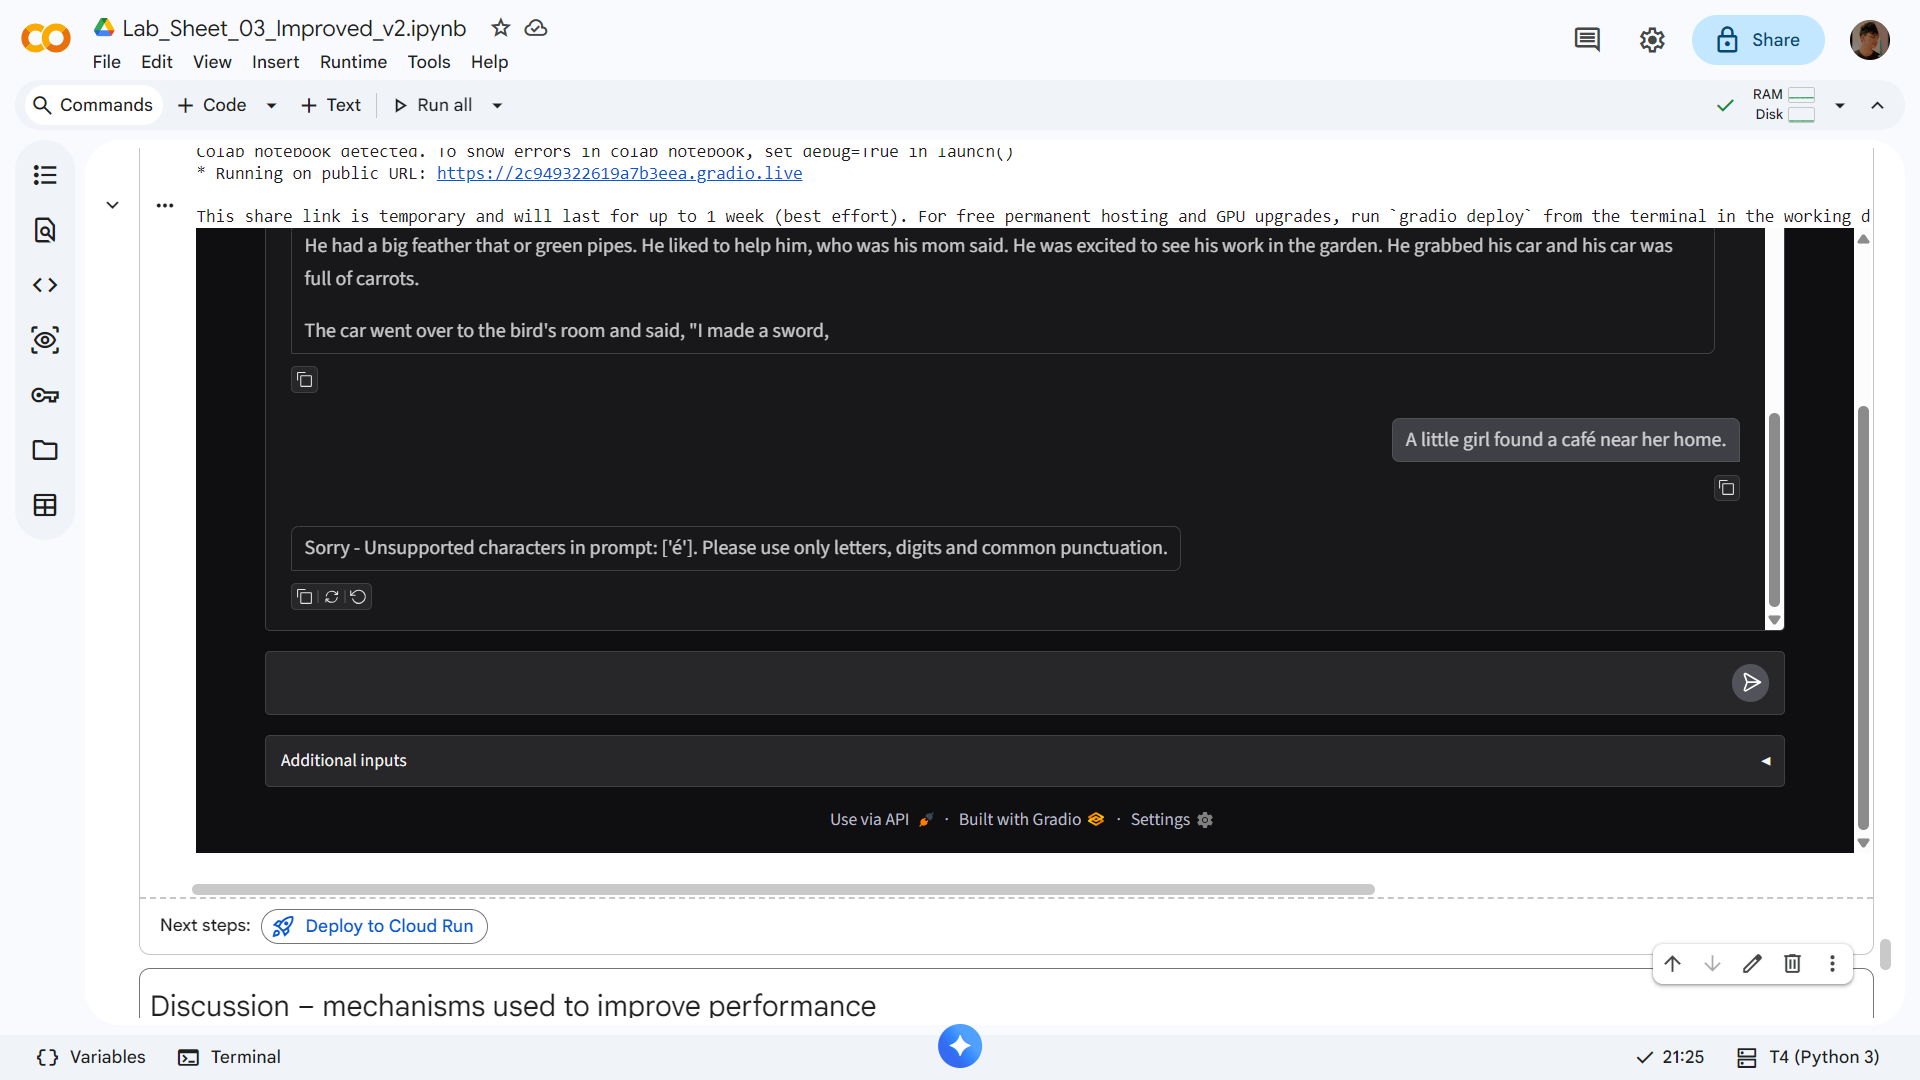 Lab_Sheet_03_Improved_v2.ipynb
File Edit View Insert Runtime Tools Help
Share
Commands + Code + Text Run all
RAM
Disk
Colab notebook detected. To show errors in colab notebook, set debug=True in launch()
* Running on public URL: https://2c949322619a7b3eea.gradio.live
This share link is temporary and will last for up to 1 week (best effort). For free permanent hosting and GPU upgrades, run `gradio deploy` from the terminal in the working d
He had a big feather that or green pipes. He liked to help him, who was his mom said. He was excited to see his work in the garden. He grabbed his car and his car was
full of carrots.
The car went over to the bird's room and said, "I made a sword,
A little girl found a café near her home.
Sorry - Unsupported characters in prompt: ['é']. Please use only letters, digits and common punctuation.
Additional inputs
Use via API · Built with Gradio · Settings
Next steps: Deploy to Cloud Run
Discussion – mechanisms used to improve performance
Variables Terminal 21:25 T4 (Python 3)